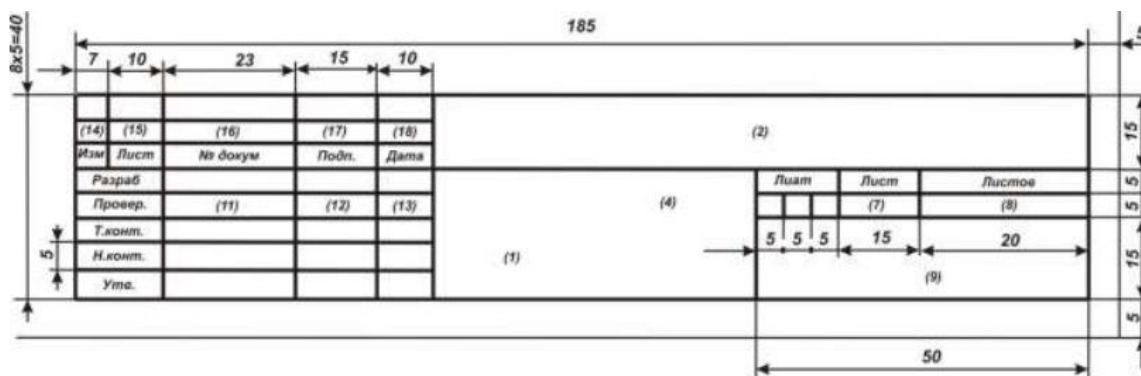 185
8x5=40
7 10 23 15 10
(14) (15) (16) (17) (18)
(2)
15
Изм Лист № докум Подп. Дата
Разраб
Лиат Лист Листов
5
Провер. (11) (12) (13)
(4)
(7) (8)
5
Т.конт.
5 5 5 15 20
15
5
Н.конт.
(1)
(9)
Утв.
5
50